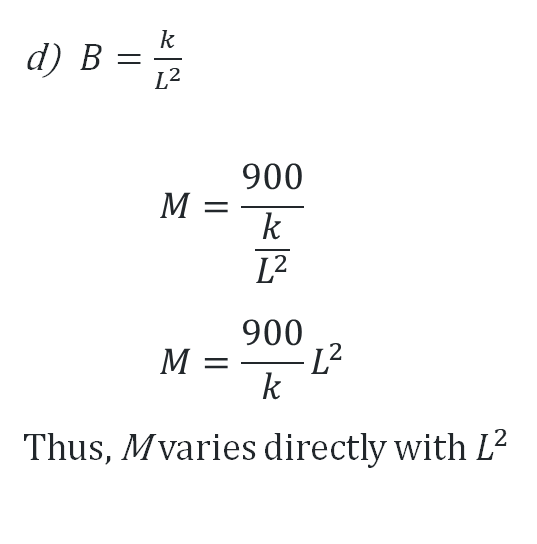 d) B = k/L²
M = 900/(k/L²)
M = 900/k L²
Thus, M varies directly with L²